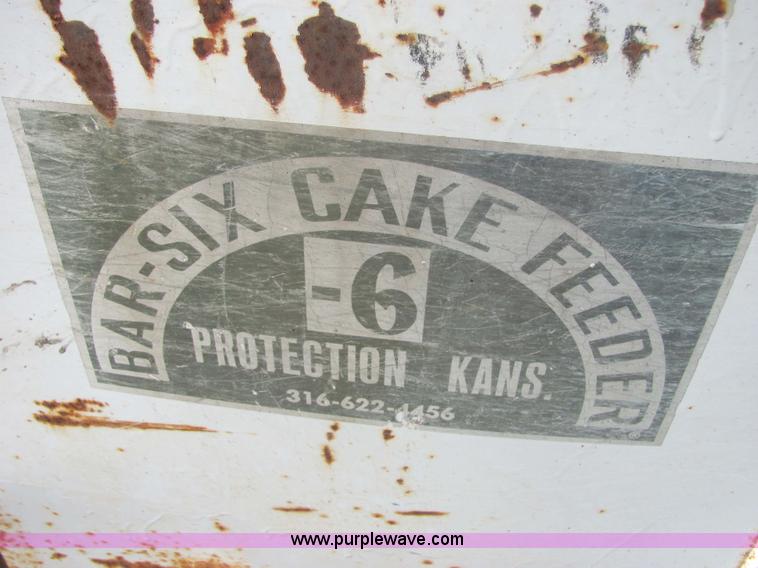 BAR-SIX CAKE FEEDER®
-6
PROTECTION KANS.
316-622-4456
www.purplewave.com